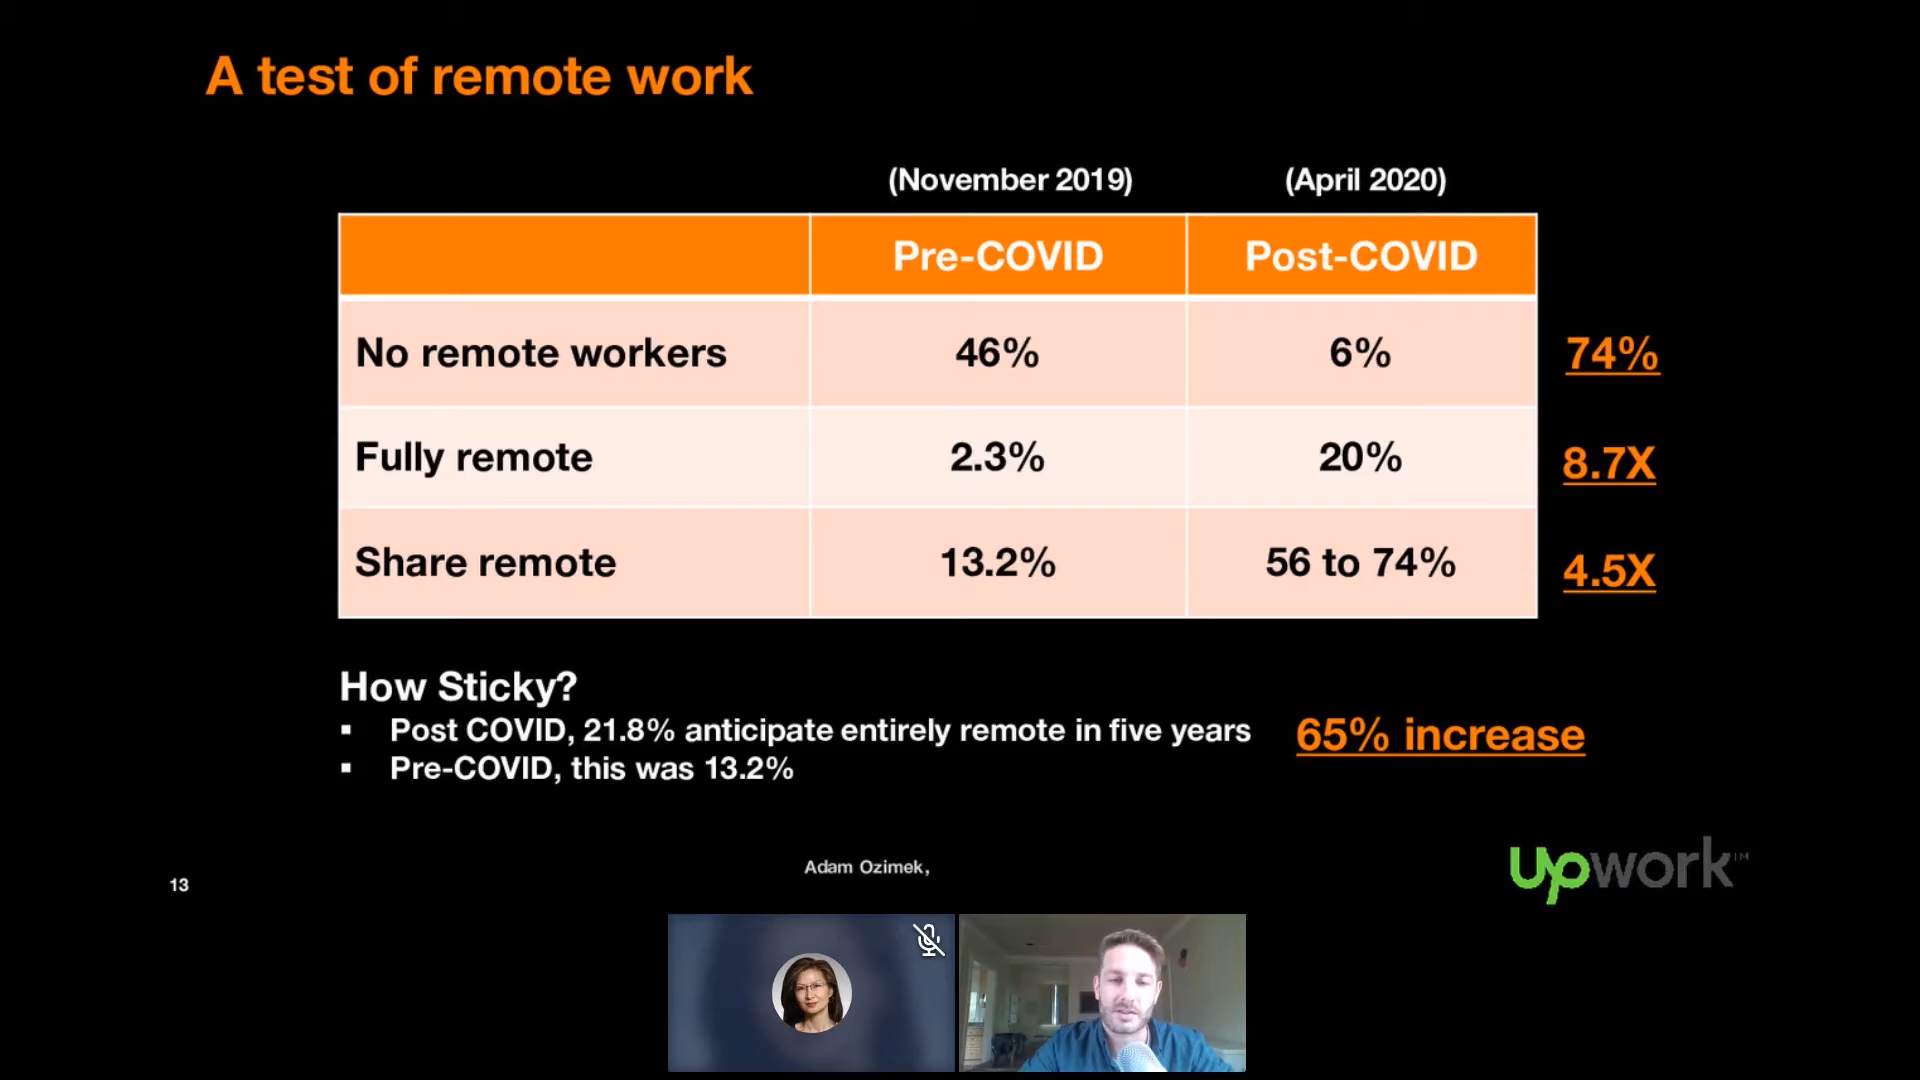 A test of remote work
(November 2019) (April 2020)
Pre-COVID Post-COVID
No remote workers 46% 6% 74%
Fully remote 2.3% 20% 8.7X
Share remote 13.2% 56 to 74% 4.5X
How Sticky?
▪ Post COVID, 21.8% anticipate entirely remote in five years 65% increase
▪ Pre-COVID, this was 13.2%
Adam Ozimek,
13
upwork™